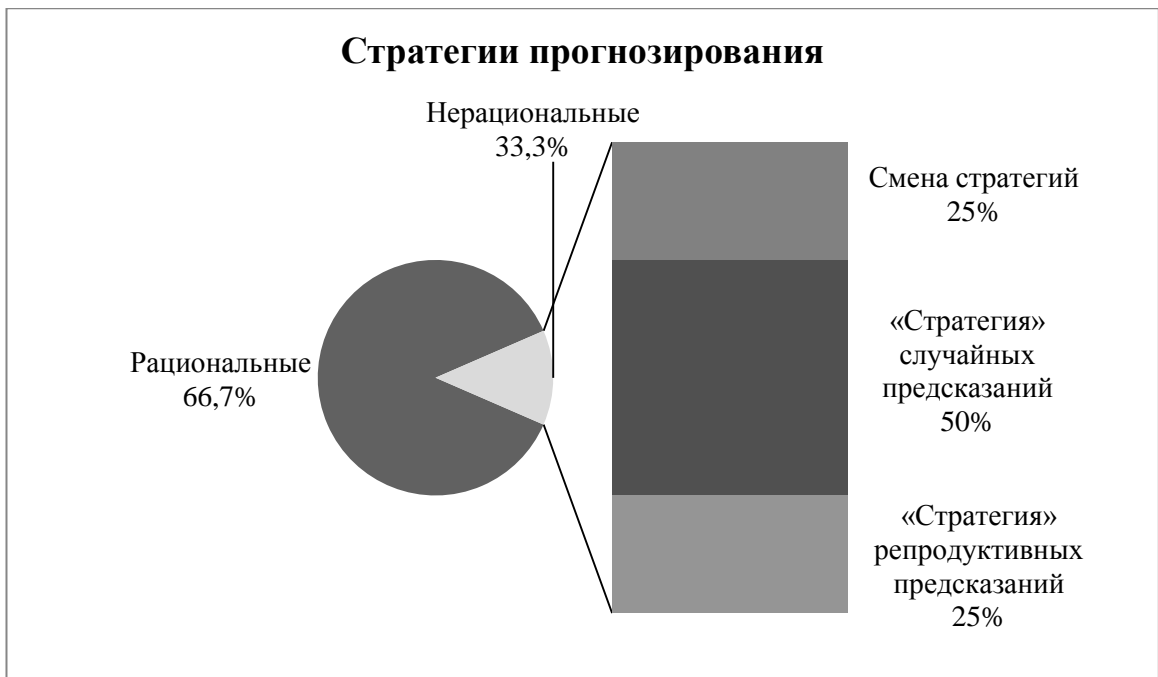 Стратегии прогнозирования
Нерациональные
33,3%
Смена стратегий
25%
«Стратегия»
случайных
предсказаний
50%
Рациональные
66,7%
«Стратегия»
репродуктивных
предсказаний
25%